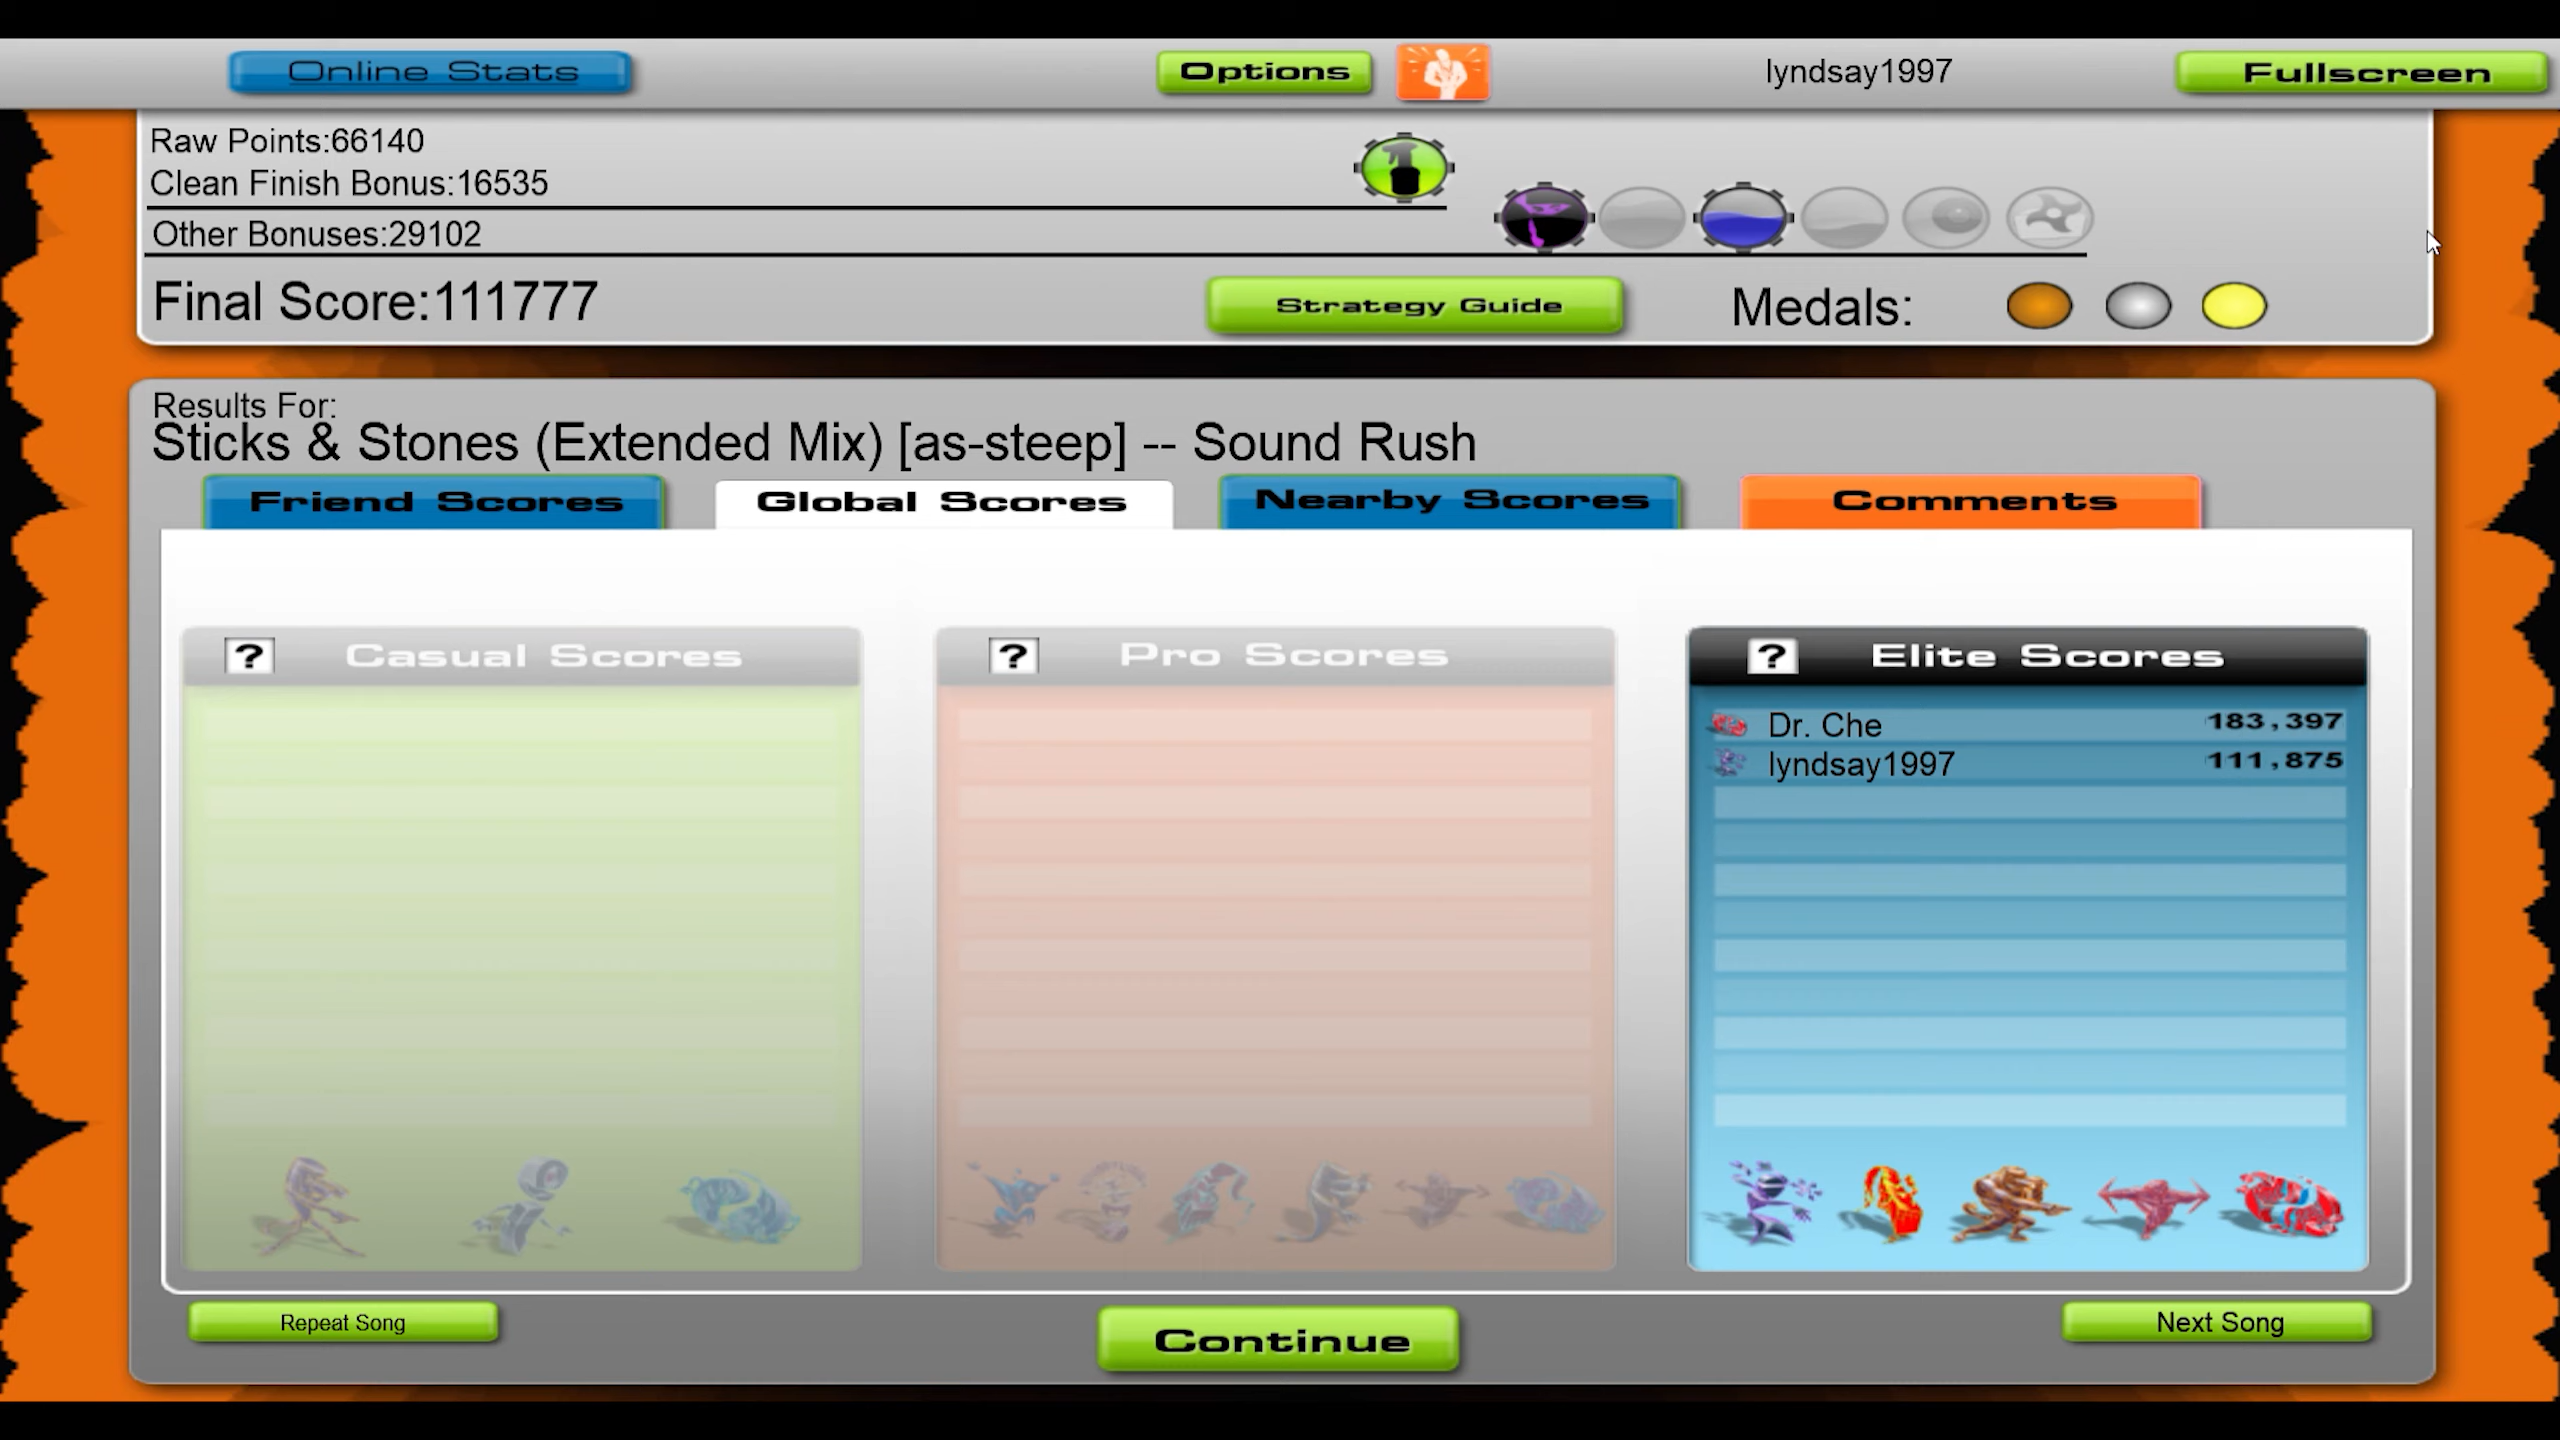 Online Stats
Options
lyndsay1997
Fullscreen
Raw Points:66140
Clean Finish Bonus:16535
Other Bonuses:29102
Final Score:111777
Strategy Guide
Medals:
Results For:
Sticks & Stones (Extended Mix) [as-steep] -- Sound Rush
Friend Scores
Global Scores
Nearby Scores
Comments
? Casual Scores
? Pro Scores
? Elite Scores
Dr. Che 183,397
lyndsay1997 111,875
Repeat Song
Continue
Next Song